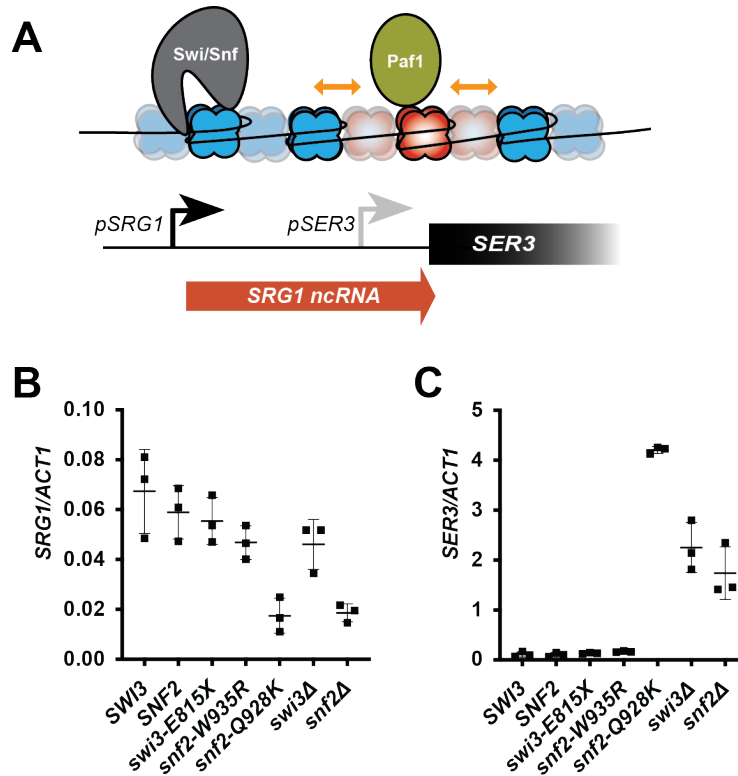 A
Swi/Snf
Paf1
pSRG1
pSER3
SER3
SRG1 ncRNA
B
0.10
0.08
0.06
0.04
0.02
0.00
SRG1/ACT1
SWI3
SNF2
swi3-E815X
snf2-W935R
snf2-Q928K
swi3Δ
snf2Δ
C
5
4
3
2
1
0
SER3/ACT1
SWI3
SNF2
swi3-E815X
snf2-W935R
snf2-Q928K
swi3Δ
snf2Δ